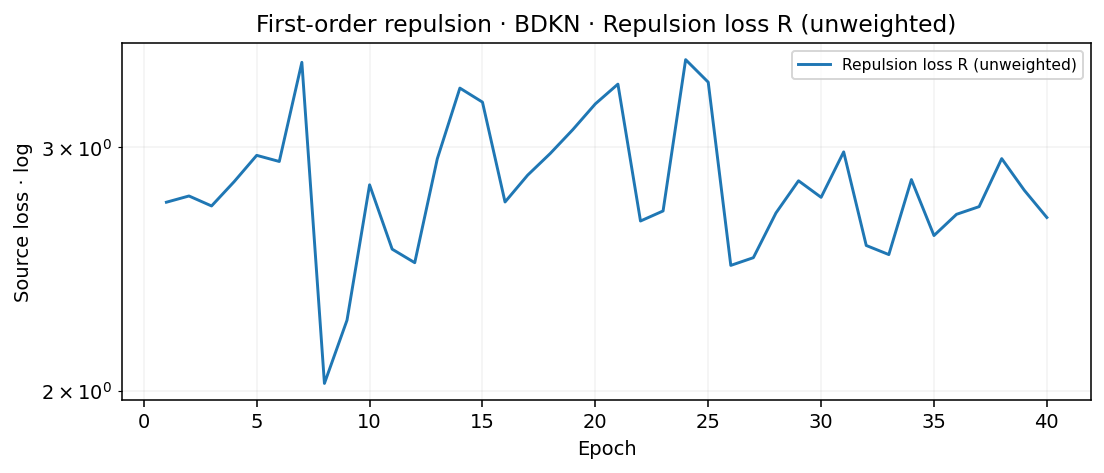 First-order repulsion · BDKN · Repulsion loss R (unweighted)
Repulsion loss R (unweighted)
Source loss · log
3 × 10⁰
2 × 10⁰
0 5 10 15 20 25 30 35 40
Epoch